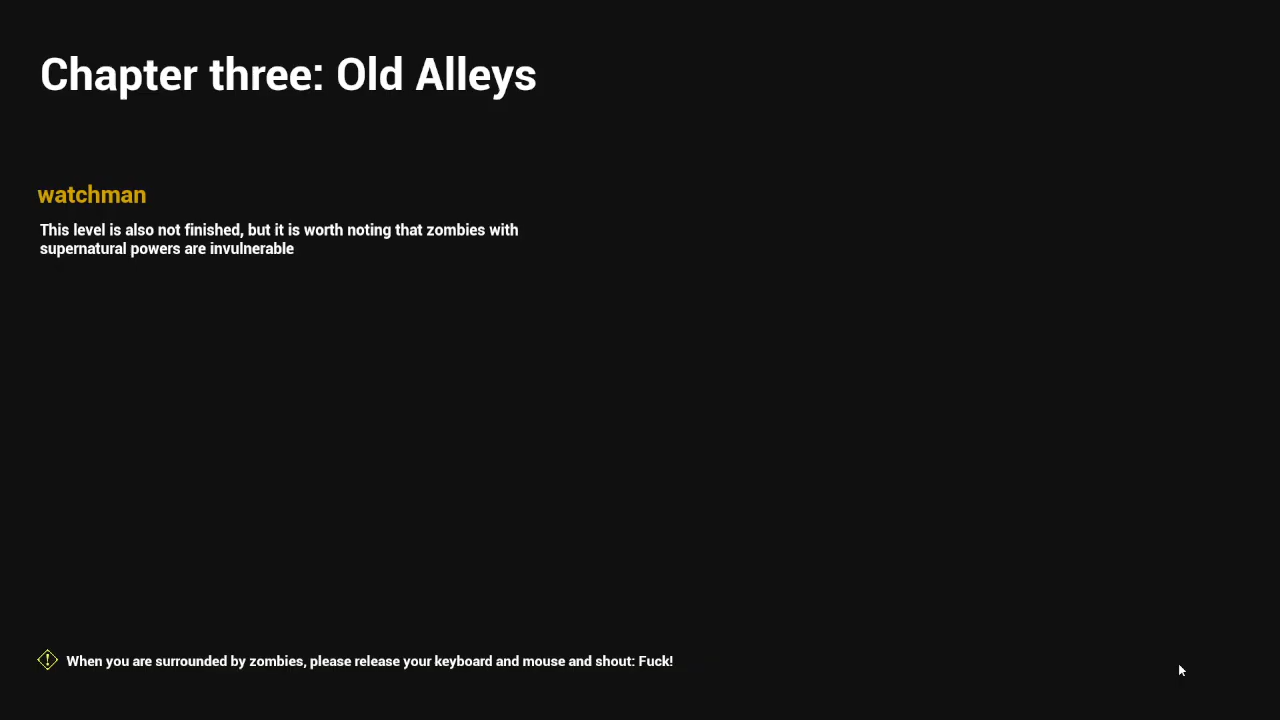 Chapter three: Old Alleys
watchman
This level is also not finished, but it is worth noting that zombies with
supernatural powers are invulnerable
When you are surrounded by zombies, please release your keyboard and mouse and shout: Fuck!